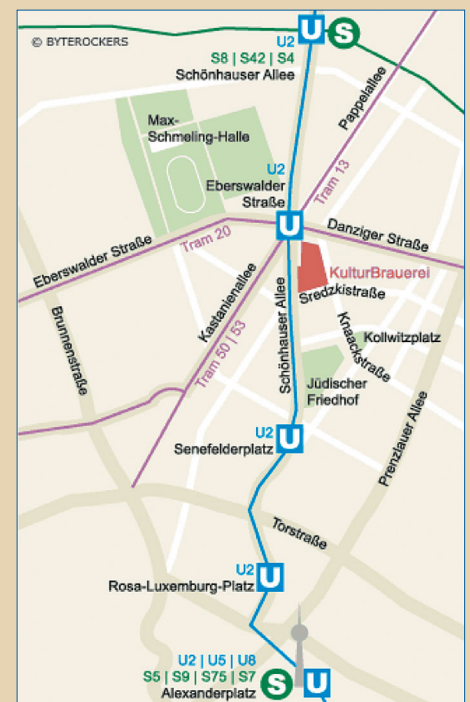 © BYTEROCKERS
U
S
U2
S8 | S42 | S4
Schönhauser Allee
Pappelallee
Max-
Schmeling-Halle
U2
Eberswalder
Straße
Tram 13
U
Danziger Straße
Tram 20
Eberswalder Straße
KulturBrauerei
Sredzkistraße
Kastanienallee
Schönhauser Allee
Knaackstraße
Kollwitzplatz
Brunnenstraße
Tram 50 | 53
Jüdischer
Friedhof
Prenzlauer Allee
U2
U
Senefelderplatz
Torstraße
U2
U
Rosa-Luxemburg-Platz
U2 | U5 | U8
S5 | S9 | S75 | S7
Alexanderplatz
S
U